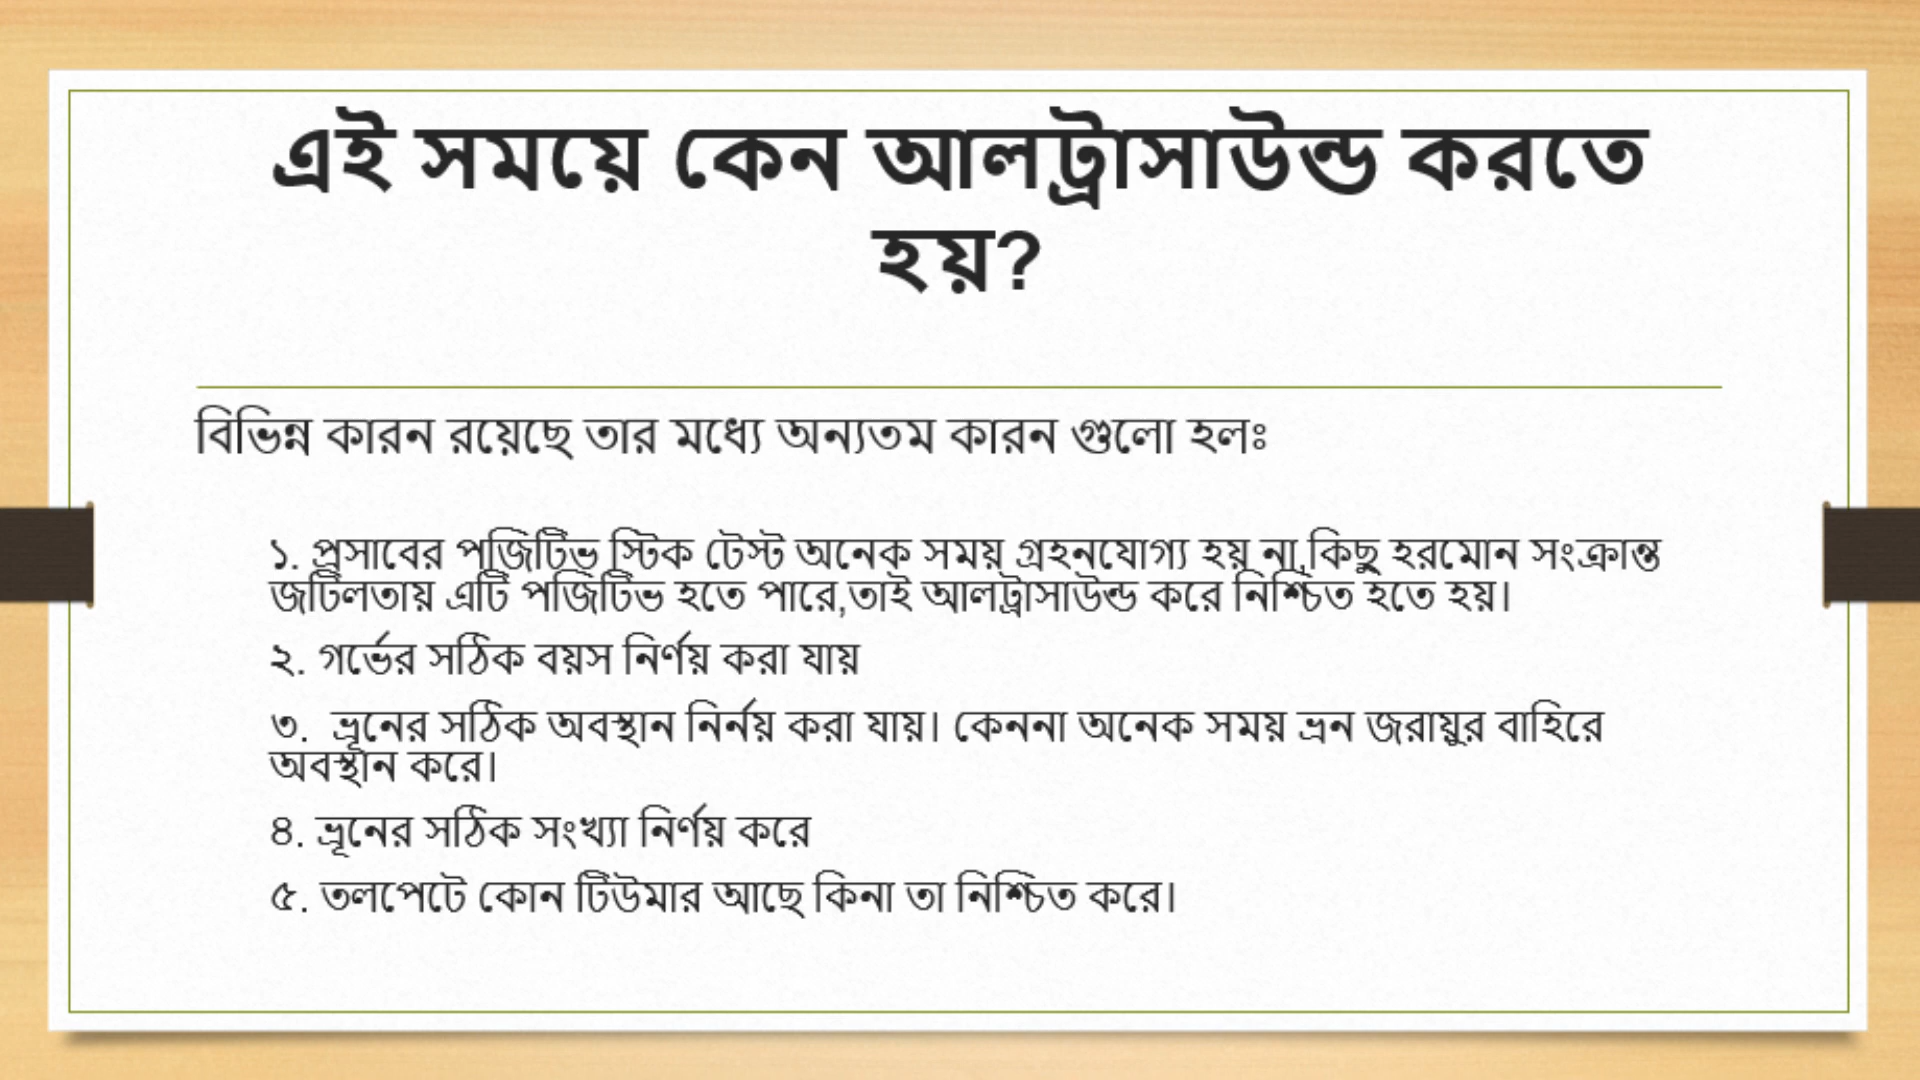 এই সময়ে কেন আলট্রাসাউন্ড করতে
হয়?
বিভিন্ন কারন রয়েছে তার মধ্যে অন্যতম কারন গুলো হলঃ
১. প্রসাবের পজিটিভ স্টিক টেস্ট অনেক সময় গ্রহনযোগ্য হয় না,কিছু হরমোন সংক্রান্ত
জটিলতায় এটি পজিটিভ হতে পারে,তাই আলট্রাসাউন্ড করে নিশ্চিত হতে হয়।
২. গর্ভের সঠিক বয়স নির্ণয় করা যায়
৩. ভ্রূনের সঠিক অবস্থান নির্নয় করা যায়। কেননা অনেক সময় ভ্রন জরায়ুর বাহিরে
অবস্থান করে।
৪. ভ্রূনের সঠিক সংখ্যা নির্ণয় করে
৫. তলপেটে কোন টিউমার আছে কিনা তা নিশ্চিত করে।